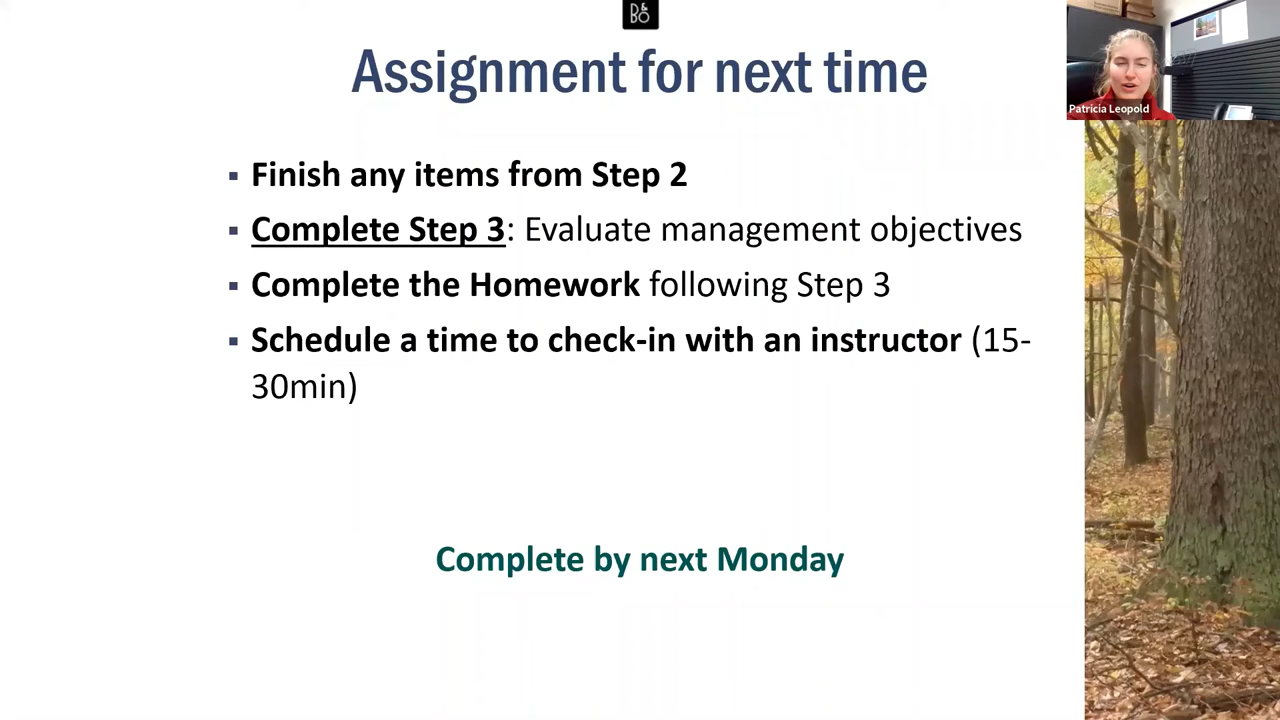 B&O
Assignment for next time
Patricia Leopold
▪ Finish any items from Step 2
▪ Complete Step 3: Evaluate management objectives
▪ Complete the Homework following Step 3
▪ Schedule a time to check-in with an instructor (15-
30min)
Complete by next Monday